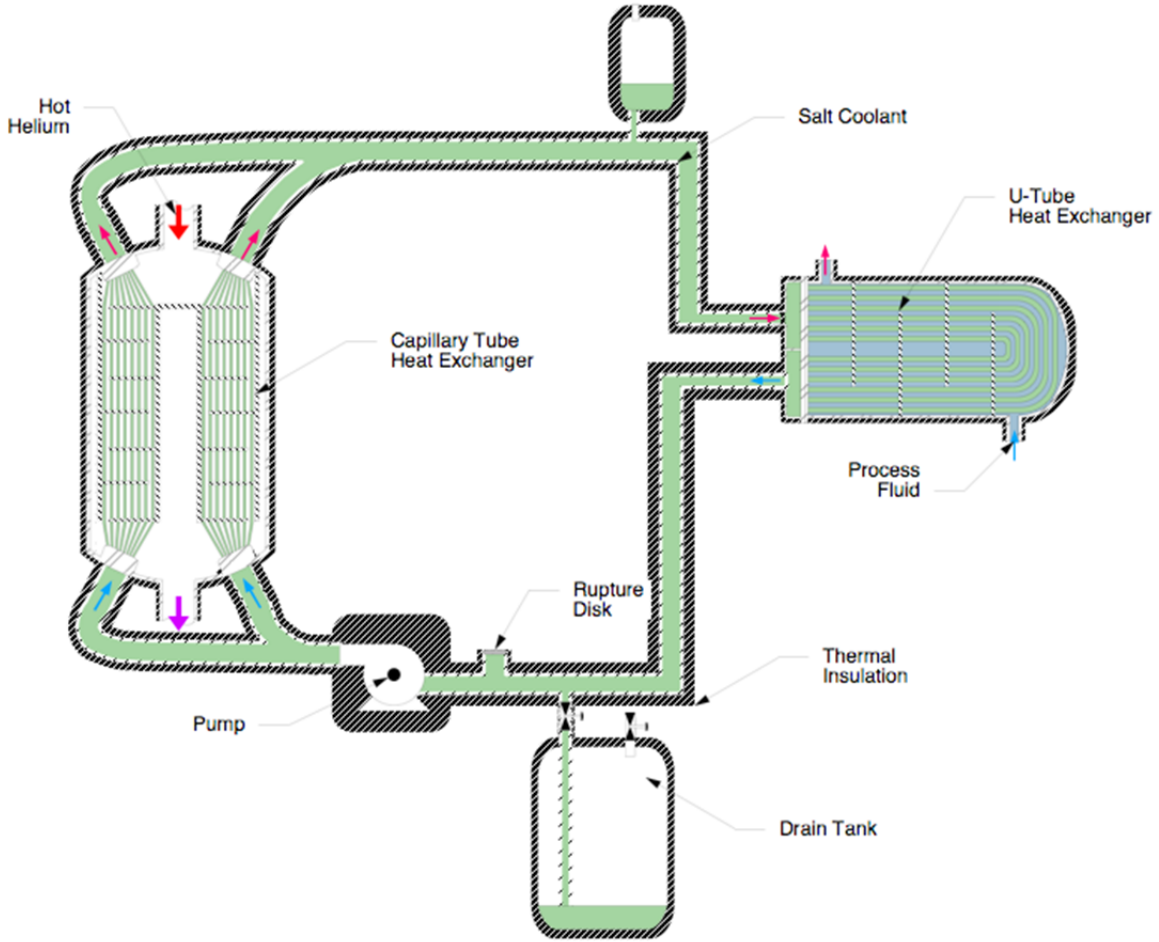 Hot
Helium
Salt Coolant
U-Tube
Heat Exchanger
Capillary Tube
Heat Exchanger
Process
Fluid
Rupture
Disk
Thermal
Insulation
Pump
Drain Tank